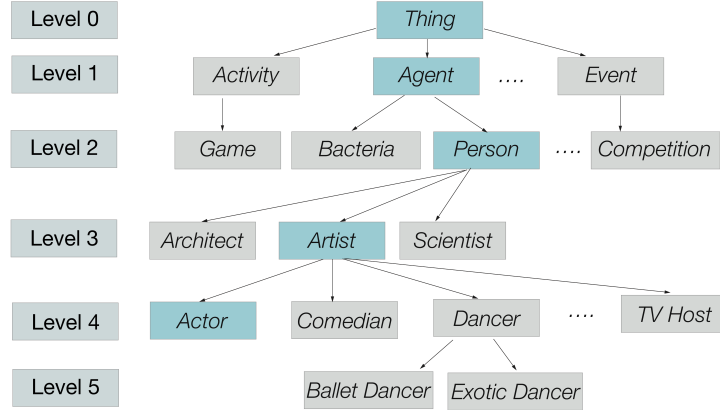 Level 0 Thing
Level 1 Activity Agent .... Event
Level 2 Game Bacteria Person .... Competition
Level 3 Architect Artist Scientist
Level 4 Actor Comedian Dancer .... TV Host
Level 5 Ballet Dancer Exotic Dancer